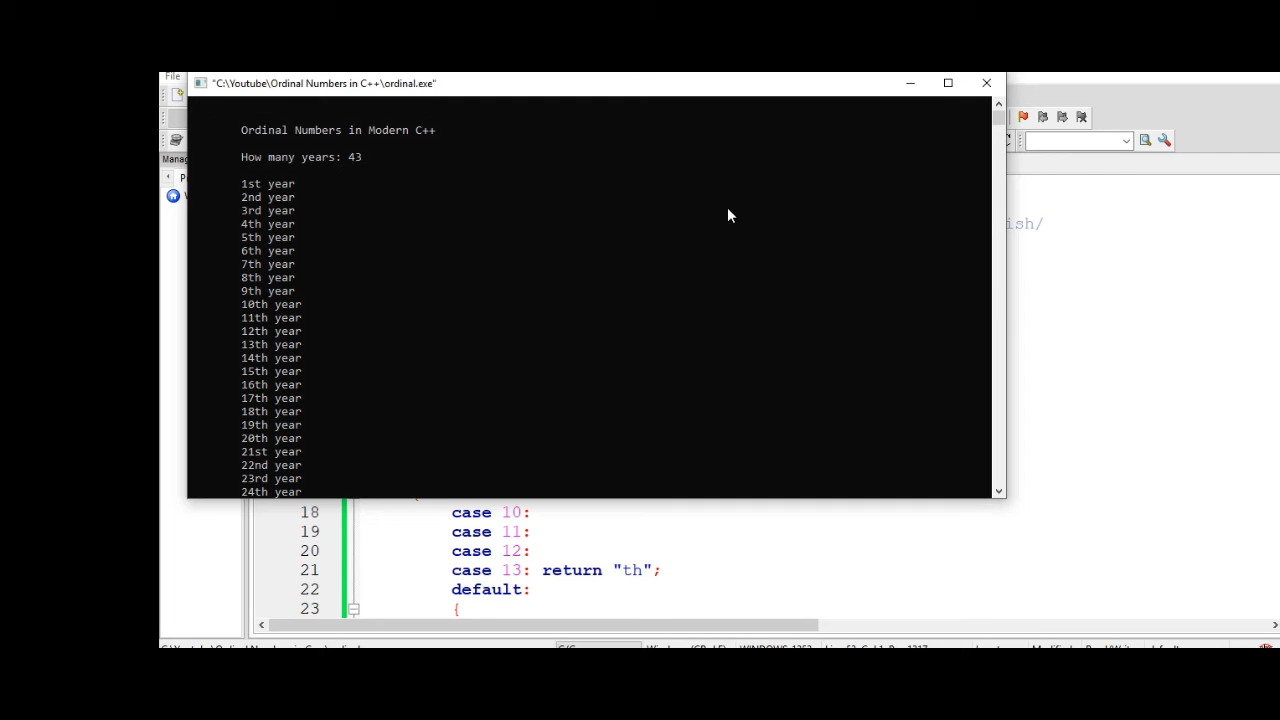 File
"C:\Youtube\Ordinal Numbers in C++\ordinal.exe"
Ordinal Numbers in Modern C++
Manag
How many years: 43
1st year
2nd year
3rd year
4th year
5th year
6th year
7th year
8th year
9th year
10th year
11th year
12th year
13th year
14th year
15th year
16th year
17th year
18th year
19th year
20th year
21st year
22nd year
23rd year
24th year
ish/
18 case 10:
19 case 11:
20 case 12:
21 case 13: return "th";
22 default:
23 {